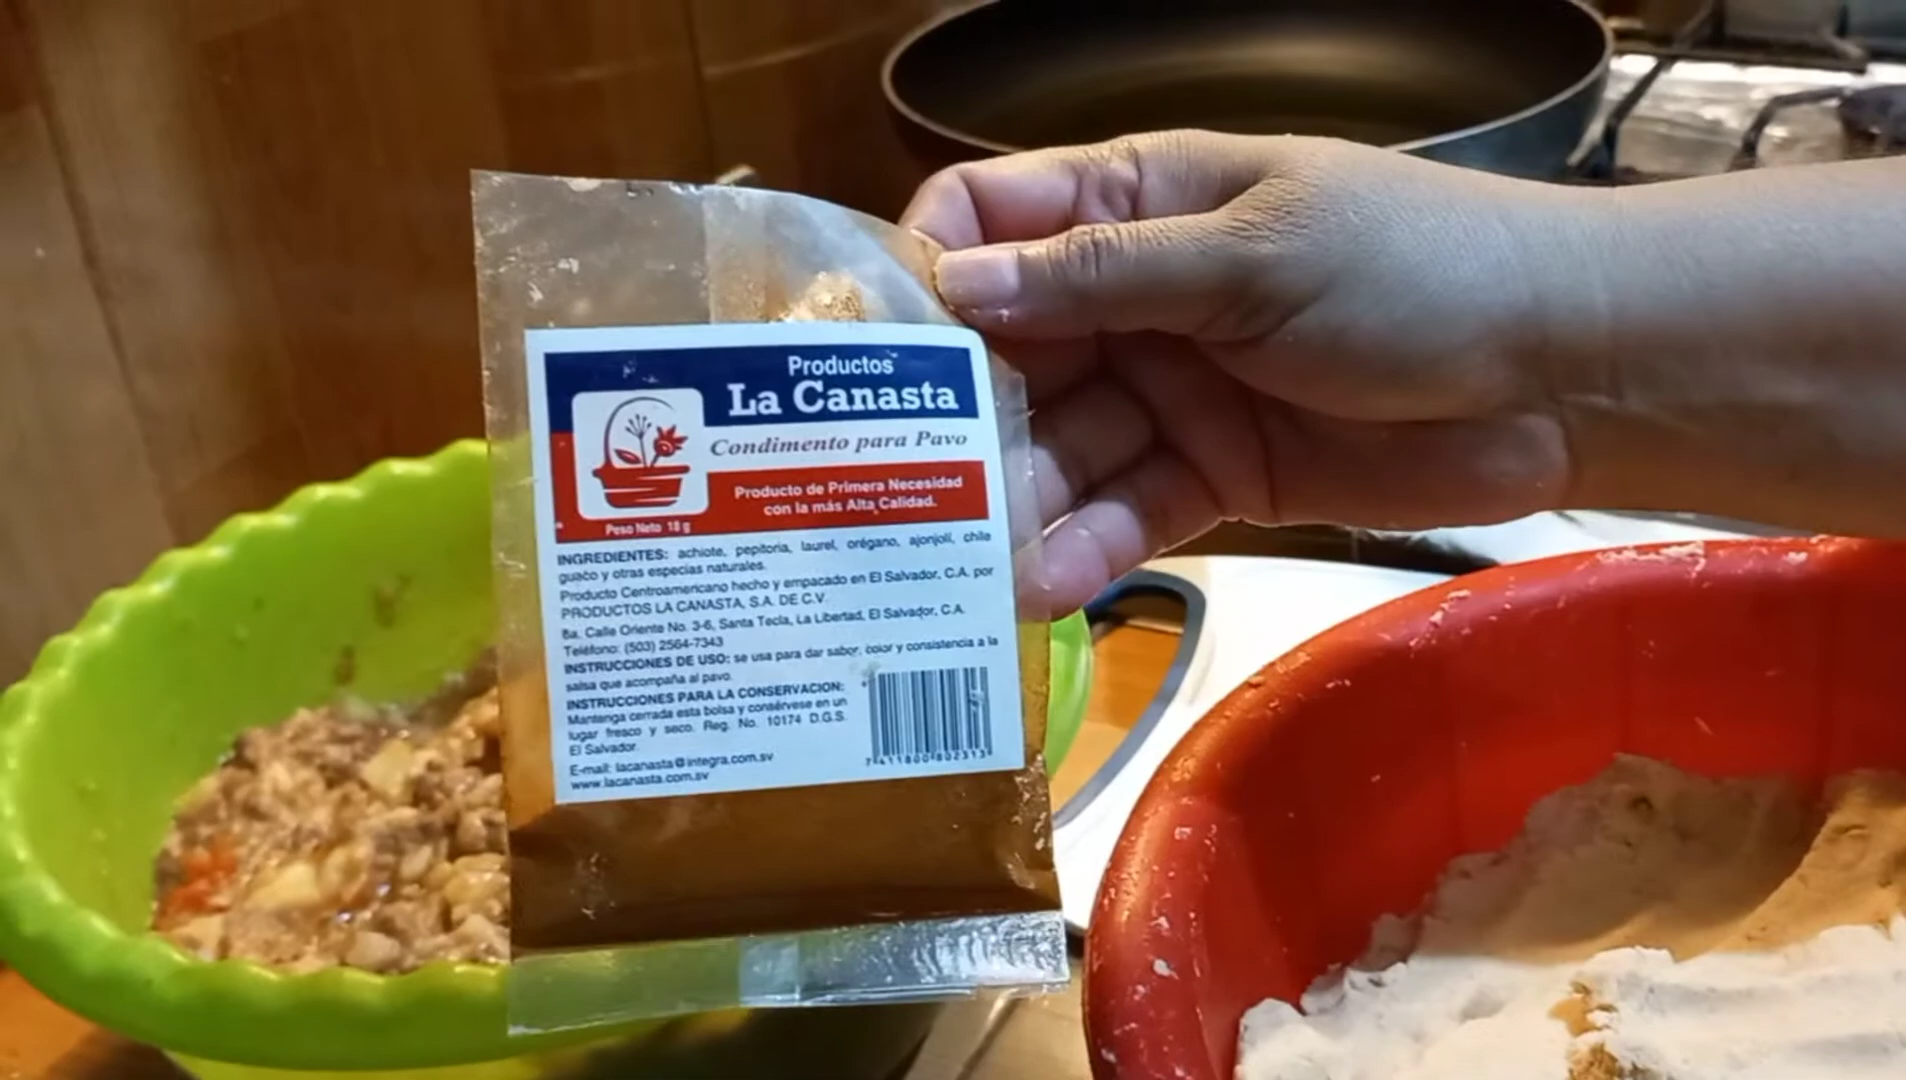 Productos
La Canasta
Condimento para Pavo
Producto de Primera Necesidad
con la más Alta Calidad.
Peso Neto 18 g
INGREDIENTES: achiote, pepitoria, laurel, orégano, ajonjolí, chile
guaco y otras especias naturales.
Producto Centroamericano hecho y empacado en El Salvador, C.A. por
PRODUCTOS LA CANASTA, S.A. DE C.V.
8a. Calle Oriente No. 3-6, Santa Tecla, La Libertad, El Salvador, C.A.
Teléfono: (503) 2564-7343
INSTRUCCIONES DE USO: se usa para dar sabor, color y consistencia a la
salsa que acompaña al pavo.
INSTRUCCIONES PARA LA CONSERVACION:
Mantenga cerrada esta bolsa y consérvese en un
lugar fresco y seco. Reg. No. 10174 D.G.S.
El Salvador.
E-mail: lacanasta@integra.com.sv
www.lacanasta.com.sv
7 411800 802313